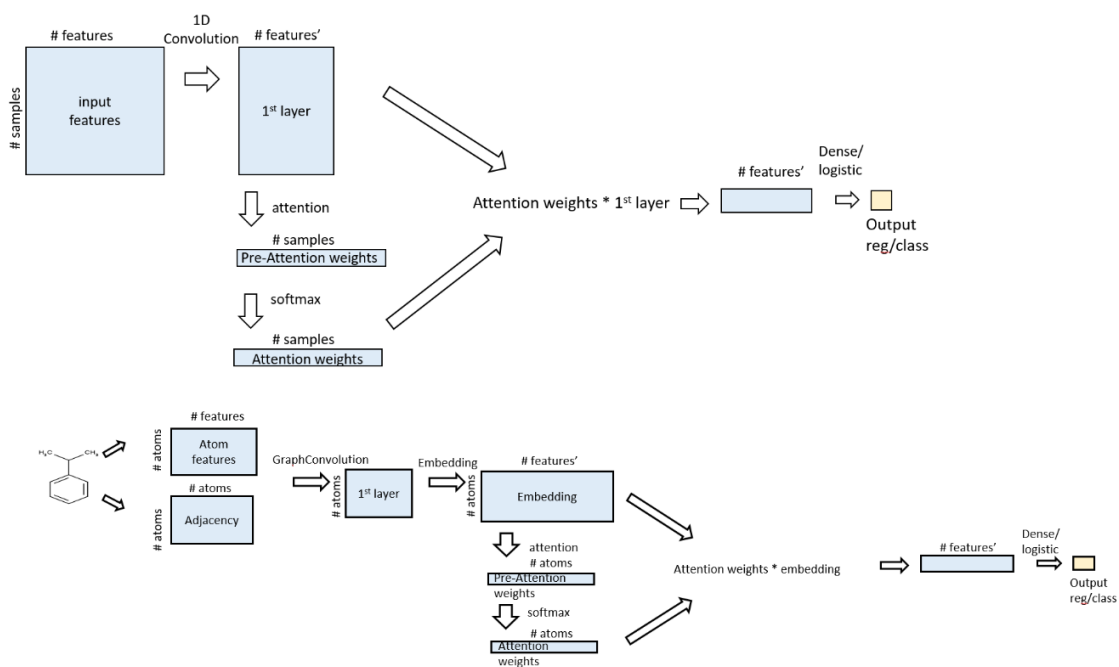 # features
1D
Convolution
# features’
# samples
input
features
1st layer
attention
# samples
Pre-Attention weights
softmax
# samples
Attention weights
Attention weights * 1st layer
# features’
Dense/
logistic
Output
reg/class
H₃C
CH₃
# features
# atoms
Atom
features
# atoms
# atoms
Adjacency
GraphConvolution
# atoms
1st layer
Embedding
# features’
# atoms
Embedding
attention
# atoms
Pre-Attention
weights
softmax
# atoms
Attention
weights
Attention weights * embedding
# features’
Dense/
logistic
Output
reg/class